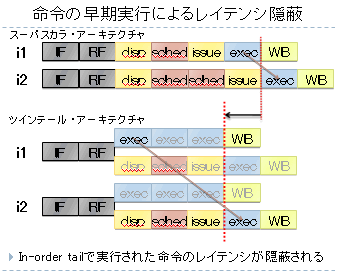 命令の早期実行によるレイテンシ隠蔽
スーパスカラ・アーキテクチャ
i1 IF RF disp sched issue exec WB
i2 IF RF disp sched sched issue exec WB
ツインテール・アーキテクチャ
exec exec exec WB
i1 IF RF
disp sched issue exec WB
exec exec exec WB
i2 IF RF
disp sched issue exec WB
In-order tailで実行された命令のレイテンシが隠蔽される